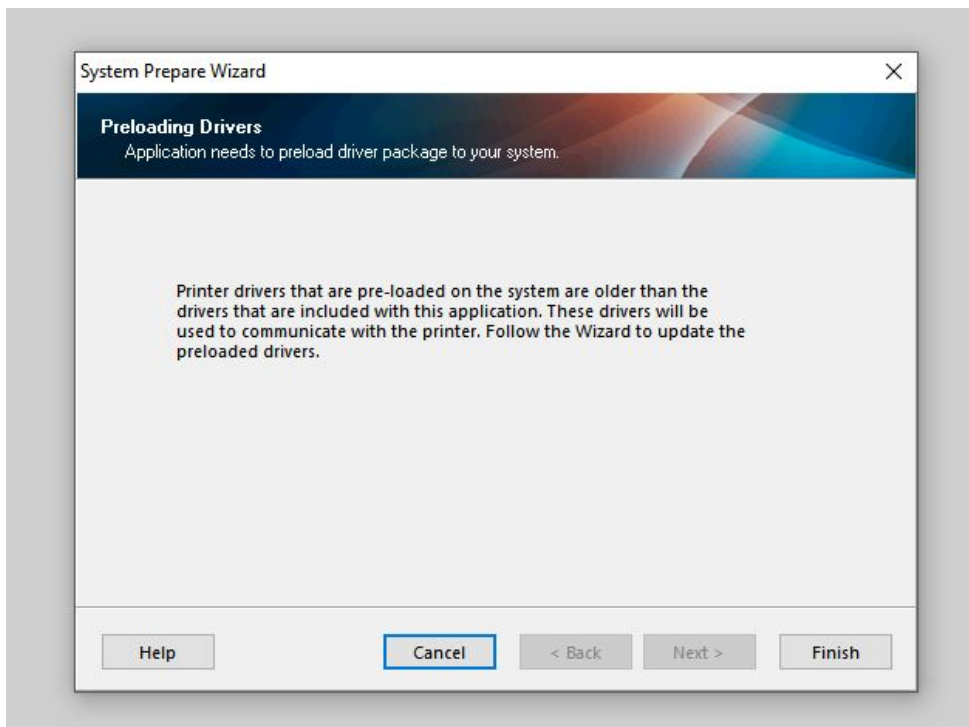 System Prepare Wizard
Preloading Drivers
Application needs to preload driver package to your system.
Printer drivers that are pre-loaded on the system are older than the
drivers that are included with this application. These drivers will be
used to communicate with the printer. Follow the Wizard to update the
preloaded drivers.
Help Cancel < Back Next > Finish